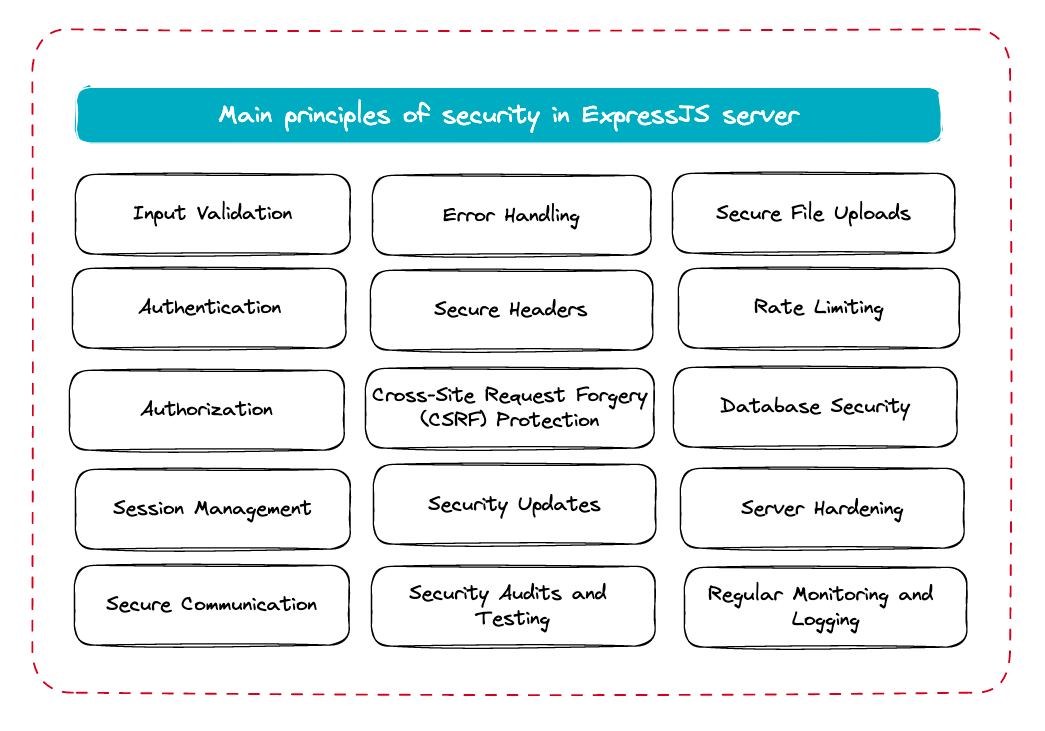 Main principles of security in ExpressJS server
Input Validation
Error Handling
Secure File Uploads
Authentication
Secure Headers
Rate Limiting
Authorization
Cross-Site Request Forgery
(CSRF) Protection
Database Security
Session Management
Security Updates
Server Hardening
Secure Communication
Security Audits and
Testing
Regular Monitoring and
Logging